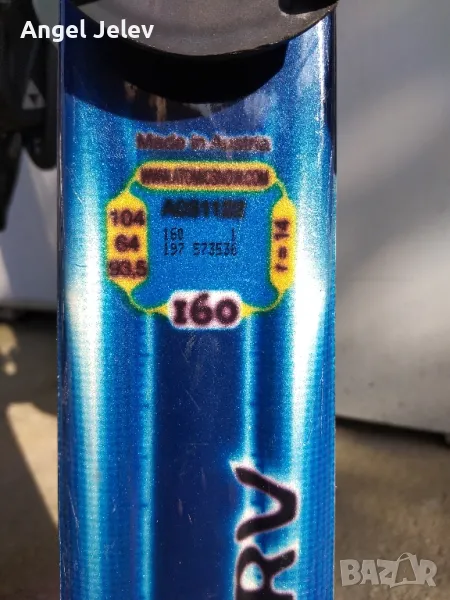 Angel Jelev
Made in Austria
WWW.ATOMICSNOW.COM
104
64
93,5
160 1
197 573536
r=14
160
RV
BAZAR